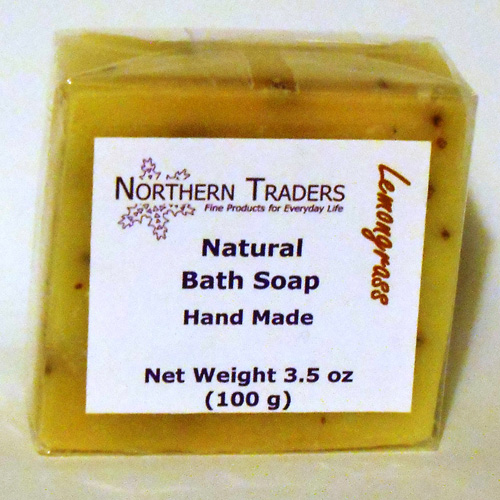 NORTHERN TRADERS
Fine Products for Everyday Life
Lemongrass
Natural
Bath Soap
Hand Made
Net Weight 3.5 oz
(100 g)